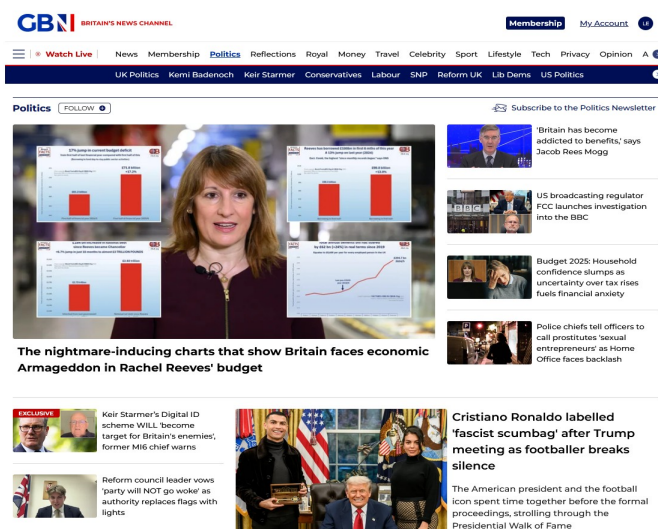 GBN
BRITAIN'S NEWS CHANNEL
Membership
My Account
LE
Watch Live
News Membership Politics Reflections Royal Money Travel Celebrity Sport Lifestyle Tech Privacy Opinion A
UK Politics Kemi Badenoch Keir Starmer Conservatives Labour SNP Reform UK Lib Dems US Politics
Politics
FOLLOW
Subscribe to the Politics Newsletter
17% jump in current budget deficit
The nightmare-inducing charts that show Britain faces economic
Armageddon in Rachel Reeves' budget
'Britain has become
addicted to benefits,' says
Jacob Rees Mogg
US broadcasting regulator
FCC launches investigation
into the BBC
Budget 2025: Household
confidence slumps as
uncertainty over tax rises
fuels financial anxiety
Police chiefs tell officers to
call prostitutes 'sexual
entrepreneurs' as Home
Office faces backlash
EXCLUSIVE
Keir Starmer's Digital ID
scheme WILL 'become
target for Britain's enemies',
former MI6 chief warns
Reform council leader vows
'party will NOT go woke' as
authority replaces flags with
lights
Cristiano Ronaldo labelled
'fascist scumbag' after Trump
meeting as footballer breaks
silence
The American president and the football
icon spent time together before the formal
proceedings, strolling through the
Presidential Walk of Fame